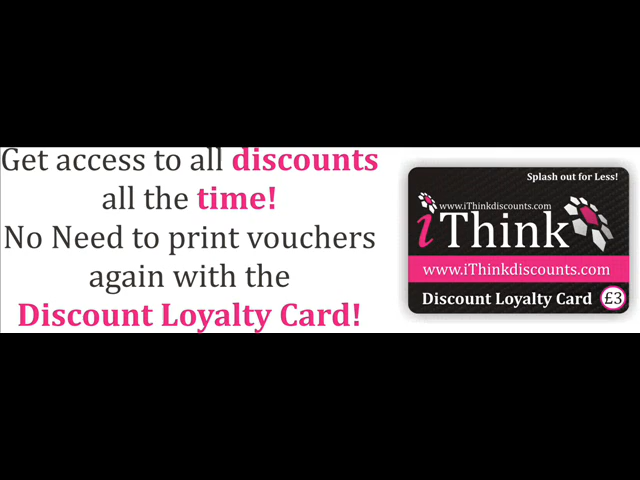 Get access to all discounts
all the time!
No Need to print vouchers
again with the
Discount Loyalty Card!
Splash out for Less!
www.iThinkdiscounts.com
iThink
www.iThinkdiscounts.com
Discount Loyalty Card £3